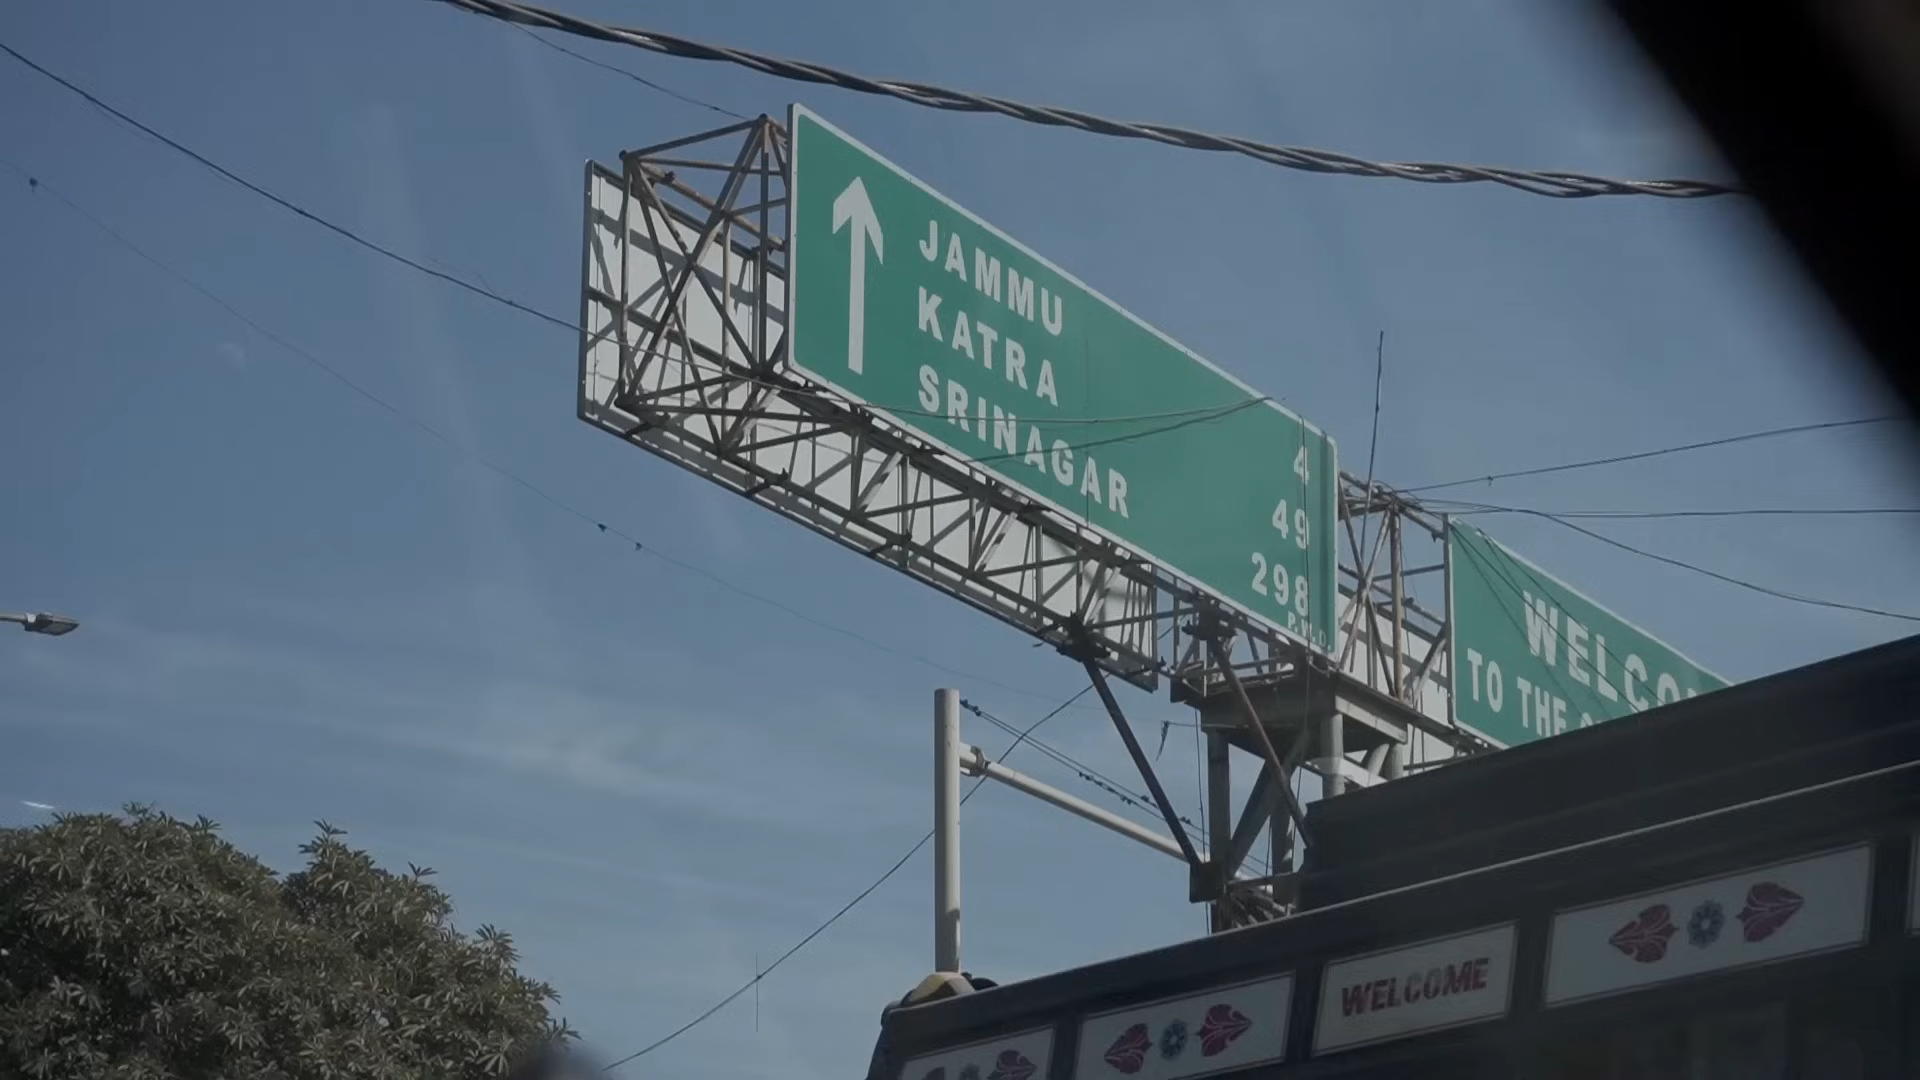 JAMMU 4
KATRA 49
SRINAGAR 298
P.W.D
WELCO
TO THE
WELCOME